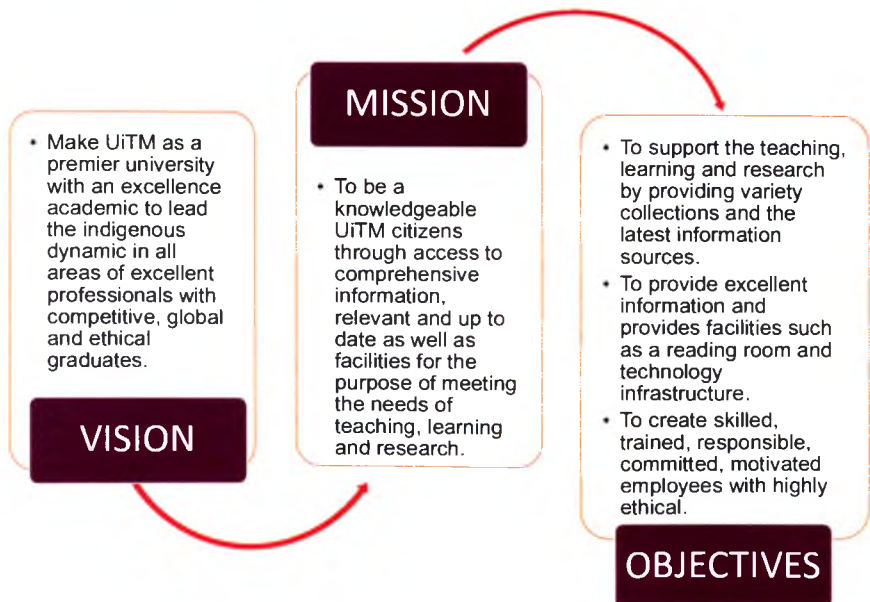 • Make UiTM as a
premier university
with an excellence
academic to lead
the indigenous
dynamic in all
areas of excellent
professionals with
competitive, global
and ethical
graduates.
VISION
MISSION
• To be a
knowledgeable
UiTM citizens
through access to
comprehensive
information,
relevant and up to
date as well as
facilities for the
purpose of meeting
the needs of
teaching, learning
and research.
• To support the teaching,
learning and research
by providing variety
collections and the
latest information
sources.
• To provide excellent
information and
provides facilities such
as a reading room and
technology
infrastructure.
• To create skilled,
trained, responsible,
committed, motivated
employees with highly
ethical.
OBJECTIVES